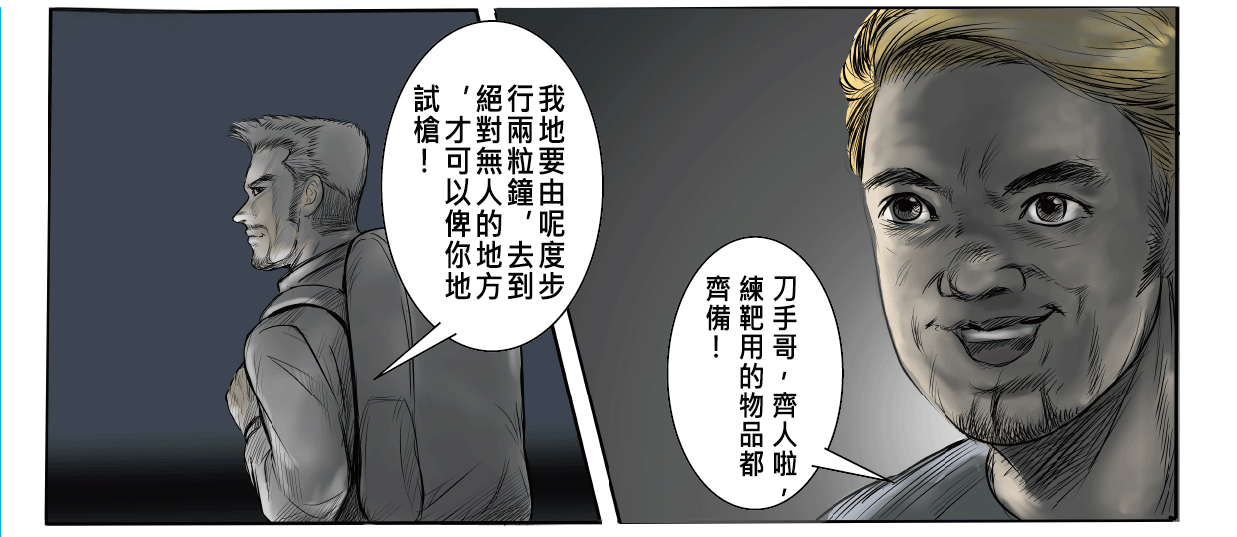 刀手哥，齊人啦，
練靶用的物品都
齊備！
我地要由呢度步
行兩粒鐘，去到
絕對無人的地方
，才可以俾你地
試槍！